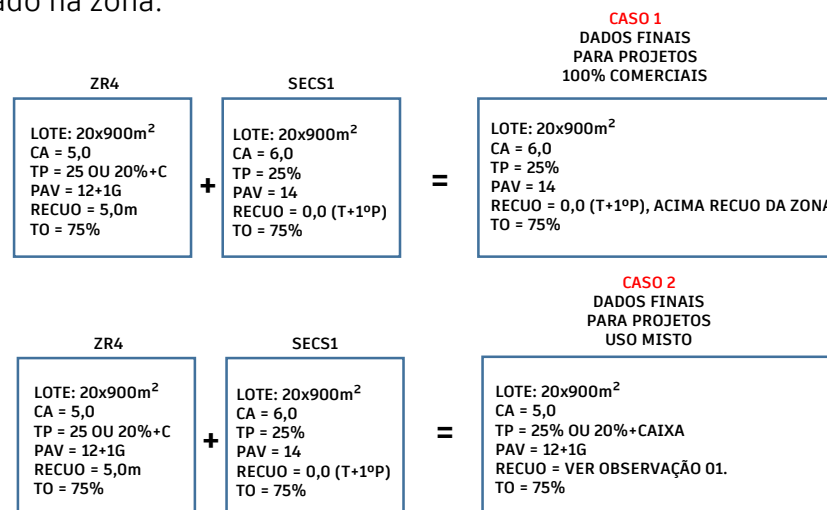 ado na zona.
CASO 1
DADOS FINAIS
PARA PROJETOS
100% COMERCIAIS
ZR4
LOTE: 20x900m²
CA = 5,0
TP = 25 OU 20%+C
PAV = 12+1G
RECUO = 5,0m
TO = 75%
+
SECS1
LOTE: 20x900m²
CA = 6,0
TP = 25%
PAV = 14
RECUO = 0,0 (T+1ºP)
TO = 75%
=
LOTE: 20x900m²
CA = 6,0
TP = 25%
PAV = 14
RECUO = 0,0 (T+1ºP), ACIMA RECUO DA ZONA
TO = 75%
CASO 2
DADOS FINAIS
PARA PROJETOS
USO MISTO
ZR4
LOTE: 20x900m²
CA = 5,0
TP = 25 OU 20%+C
PAV = 12+1G
RECUO = 5,0m
TO = 75%
+
SECS1
LOTE: 20x900m²
CA = 6,0
TP = 25%
PAV = 14
RECUO = 0,0 (T+1ºP)
TO = 75%
=
LOTE: 20x900m²
CA = 5,0
TP = 25% OU 20%+CAIXA
PAV = 12+1G
RECUO = VER OBSERVAÇÃO 01.
TO = 75%